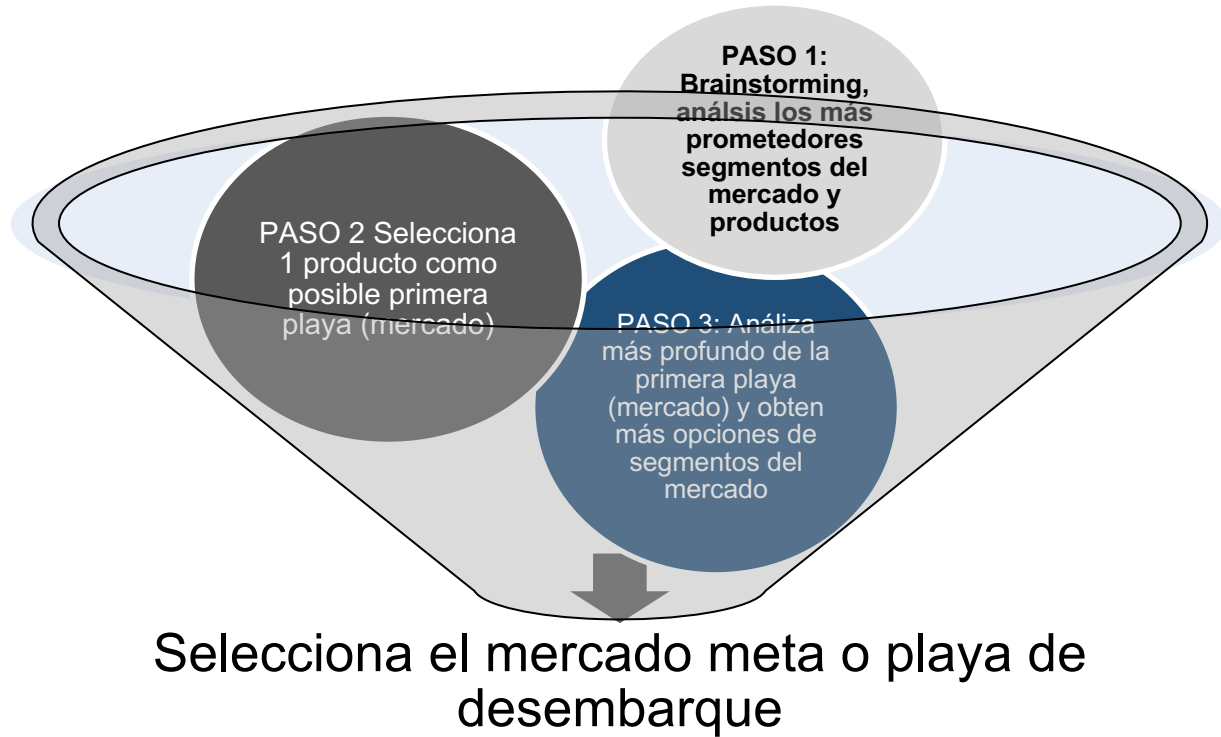 PASO 1:
Brainstorming,
análsis los más
prometedores
segmentos del
mercado y
productos
PASO 2 Selecciona
1 producto como
posible primera
playa (mercado)
PASO 3: Análiza
más profundo de la
primera playa
(mercado) y obten
más opciones de
segmentos del
mercado
Selecciona el mercado meta o playa de
desembarque